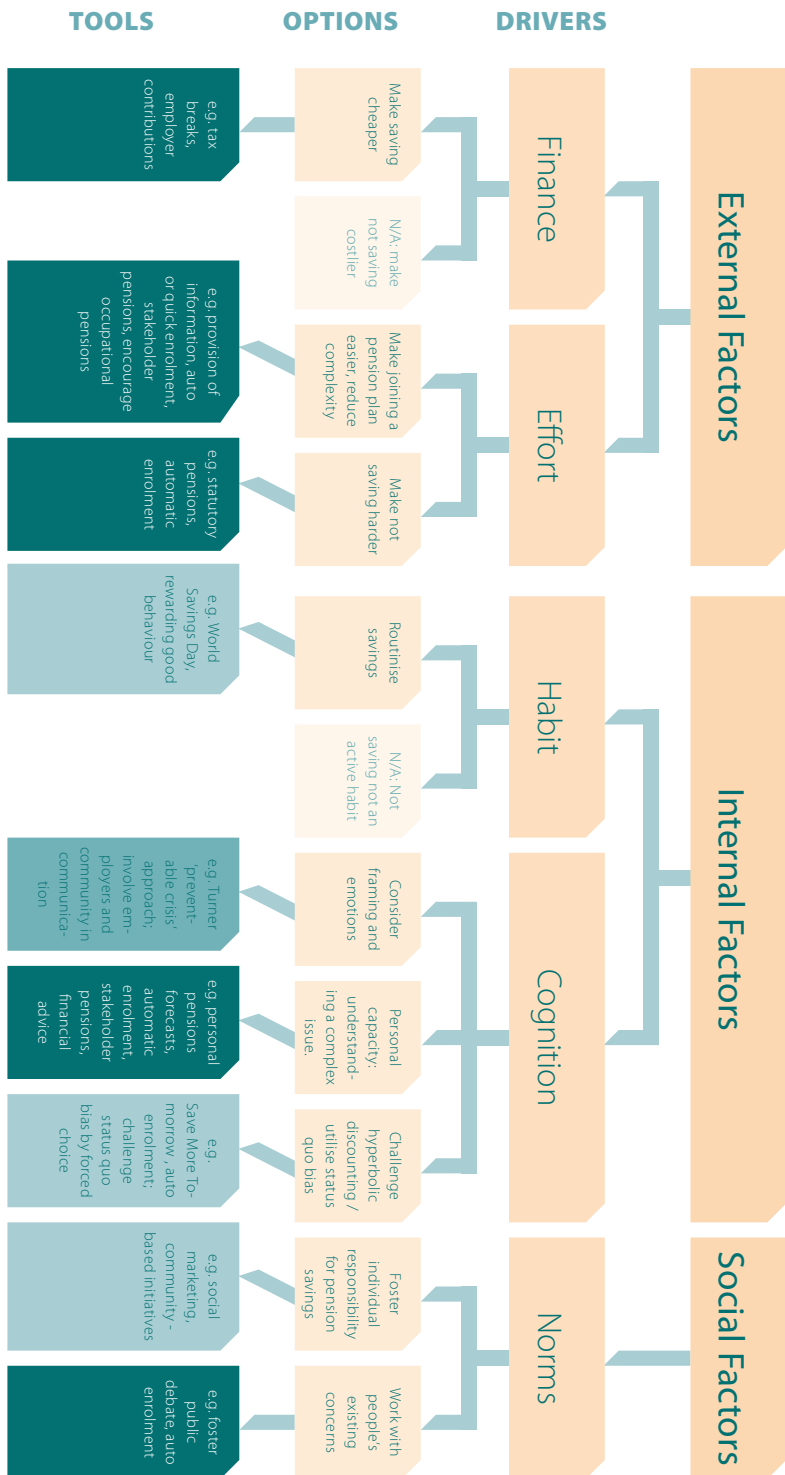 TOOLS
OPTIONS
DRIVERS
External Factors
Internal Factors
Social Factors
Finance
Effort
Habit
Cognition
Norms
Make saving
cheaper
N/A: make
not saving
costlier
Make joining a
pension plan
easier, reduce
complexity
Make not
saving harder
Routinise
savings
N/A: Not
saving not an
active habit
Consider
framing and
emotions
Personal
capacity:
understand-
ing a complex
issue.
Challenge
hyperbolic
discounting /
utilise status
quo bias
Foster
individual
responsibility
for pension
savings
Work with
people's
existing
concerns
e.g. tax
breaks,
employer
contributions
e.g. provision of
information, auto
or quick enrolment,
stakeholder
pensions, encourage
occupational
pensions
e.g. statutory
pensions,
automatic
enrolment
e.g. World
Savings Day,
rewarding good
behaviour
e.g. Turner
'prevent-
able crisis'
approach;
involve em-
ployers and
community in
communica-
tion
e.g. personal
pensions
forecasts,
automatic
enrolment,
stakeholder
pensions,
financial
advice
e.g.
Save More To-
morrow , auto
enrolment;
challenge
status quo
bias by forced
choice
e.g. social
marketing,
community -
based initiatives
e.g. foster
public
debate, auto
enrolment